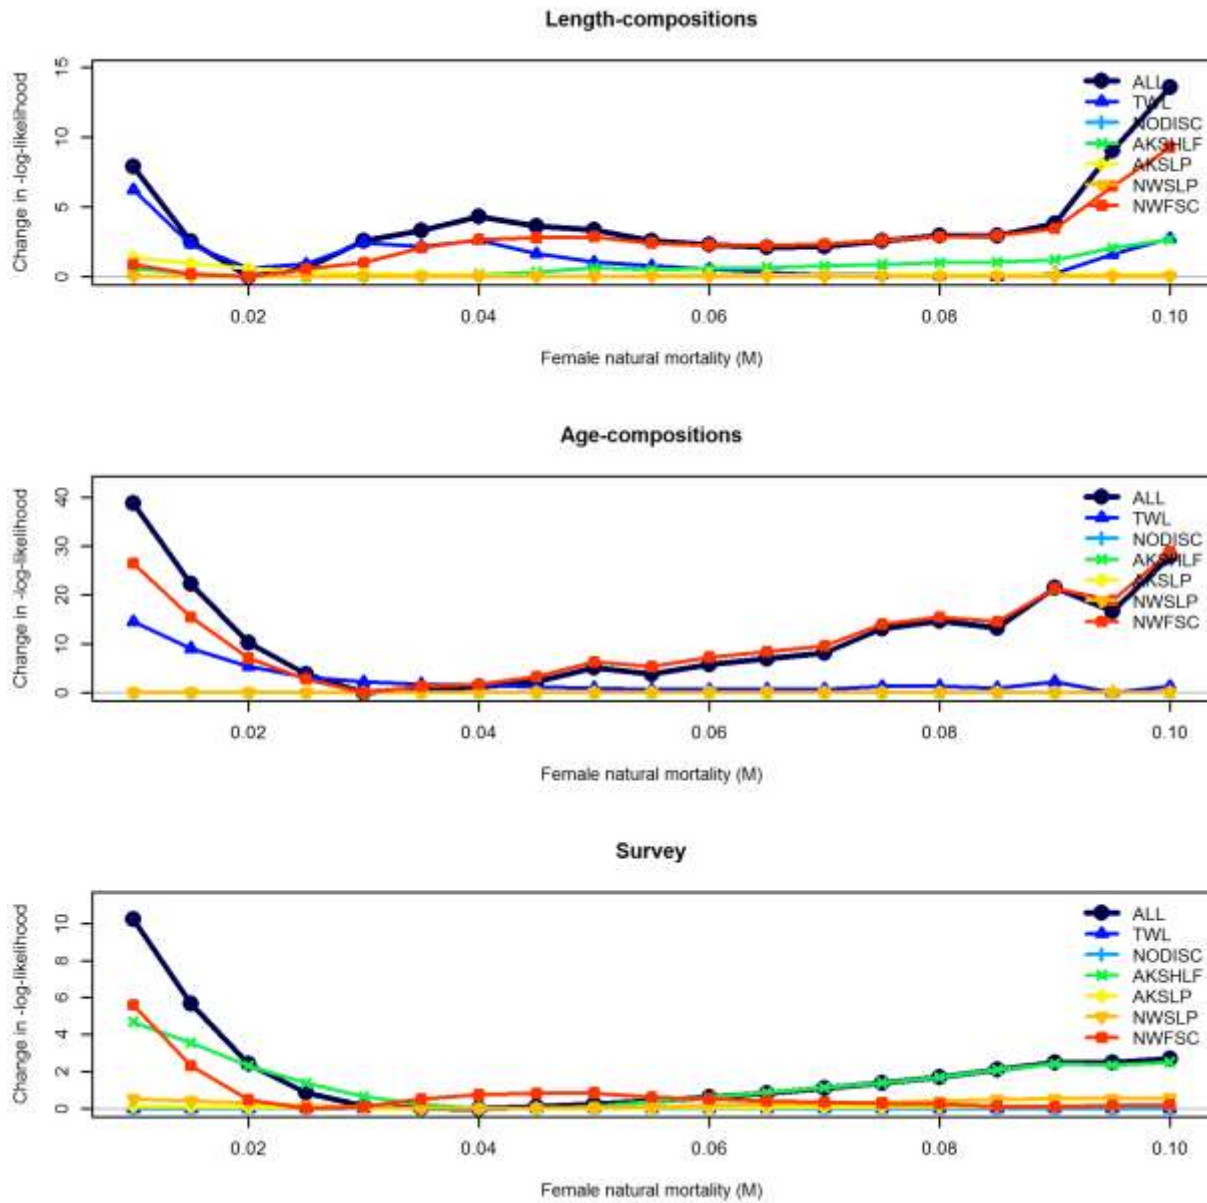 Length-compositions
Change in -log-likelihood
15
10
5
0
ALL
TWL
NODISC
AKSHLF
AKSLP
NWSLP
NWFSC
0.02 0.04 0.06 0.08 0.10
Female natural mortality (M)
Age-compositions
Change in -log-likelihood
40
30
20
10
0
ALL
TWL
NODISC
AKSHLF
AKSLP
NWSLP
NWFSC
0.02 0.04 0.06 0.08 0.10
Female natural mortality (M)
Survey
Change in -log-likelihood
10
8
6
4
2
0
ALL
TWL
NODISC
AKSHLF
AKSLP
NWSLP
NWFSC
0.02 0.04 0.06 0.08 0.10
Female natural mortality (M)